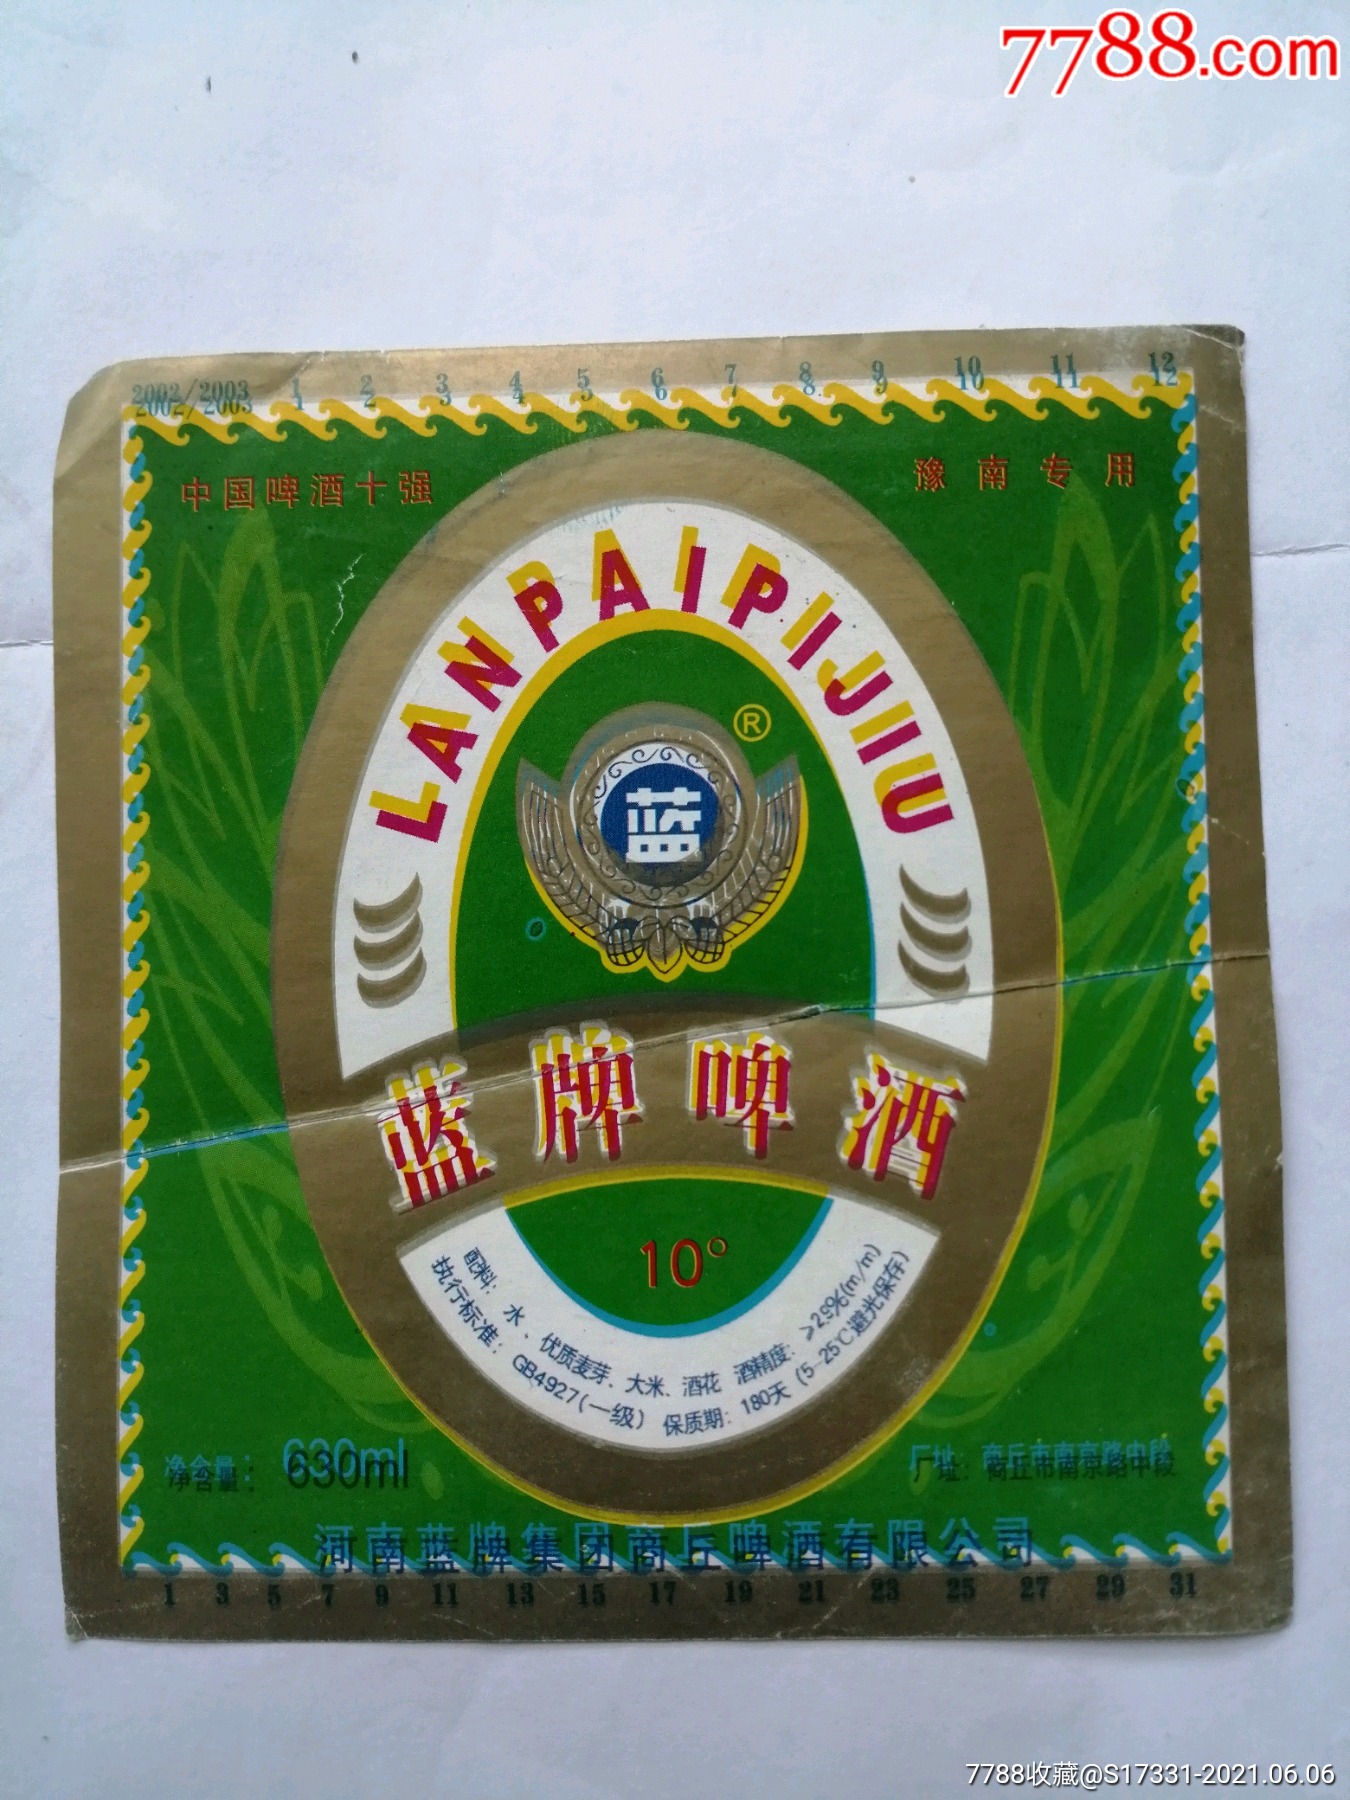 7788.com
2002/2003 1 2 3 4 5 6 7 8 9 10 11 12
中国啤酒十强
豫南专用
LANPAIPIJIU
®
蓝
蓝牌啤酒
10°
配料：水、优质麦芽、大米、酒花 酒精度：≥2.9%(m/m)
执行标准：GB4927(一级) 保质期：180天(5-25℃避光保存)
净含量：630ml
厂址：商丘市南京路中段
河南蓝牌集团商丘啤酒有限公司
1 3 5 7 9 11 13 15 17 19 21 23 25 27 29 31
7788收藏@S17331-2021.06.06